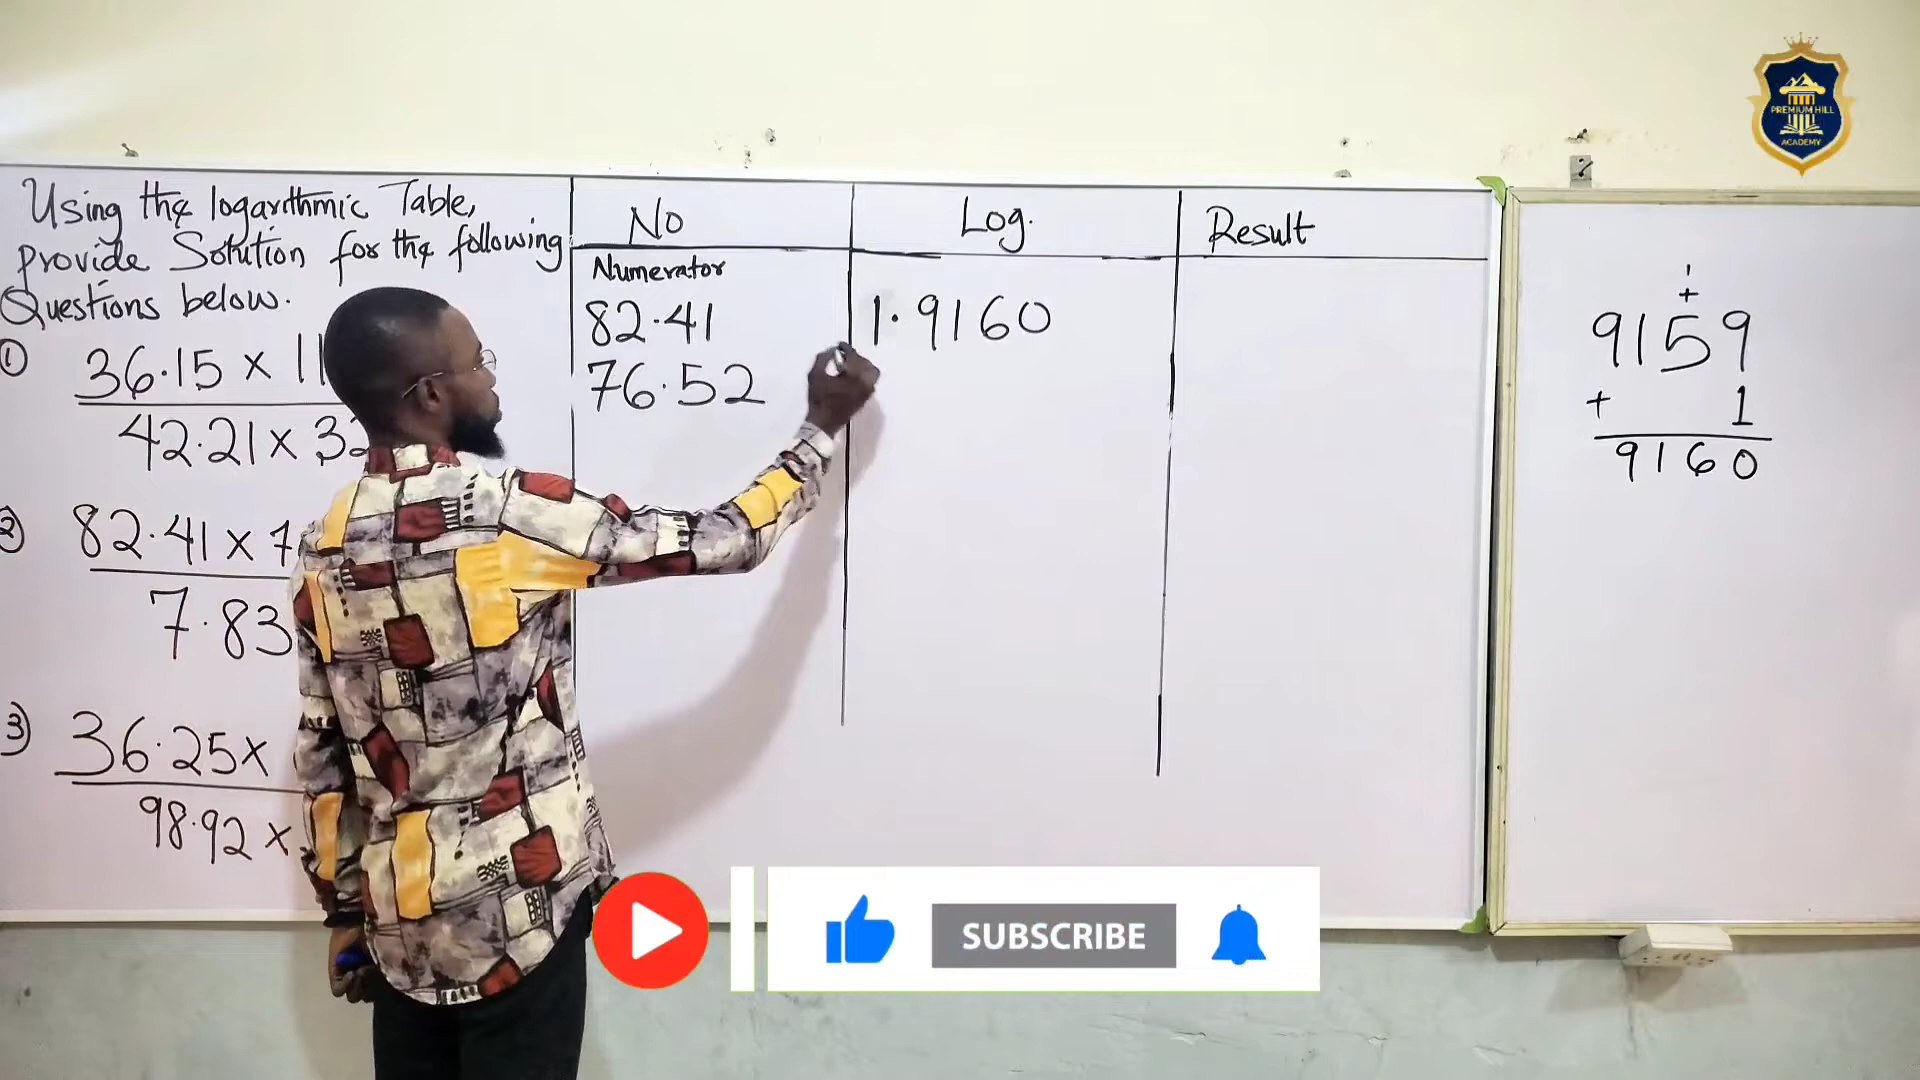 PREMIUM HILL
ACADEMY
Using the logarithmic Table,
provide Solution for the following
Questions below.
① 36.15 x 11
42.21 x 32
② 82.41 x 7
7.83
③ 36.25x
98.92 x
No
Log.
Result
Numerator
82.41
1.9160
76.52
1
+
9159
+ 1
9160
SUBSCRIBE